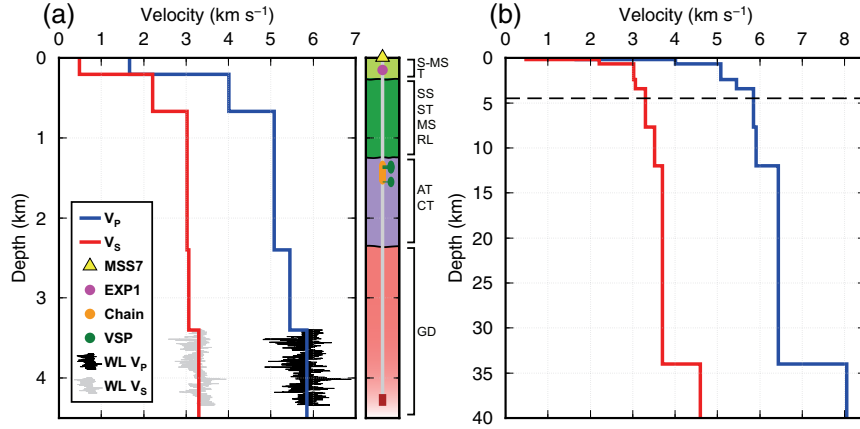 (a)
Velocity (km s⁻¹)
0 1 2 3 4 5 6 7
Depth (km)
0
1
2
3
4
V_P
V_S
MSS7
EXP1
Chain
VSP
WL V_P
WL V_S
S-MS
T
SS
ST
MS
RL
AT
CT
GD
(b)
Velocity (km s⁻¹)
0 1 2 3 4 5 6 7 8
Depth (km)
0
5
10
15
20
25
30
35
40